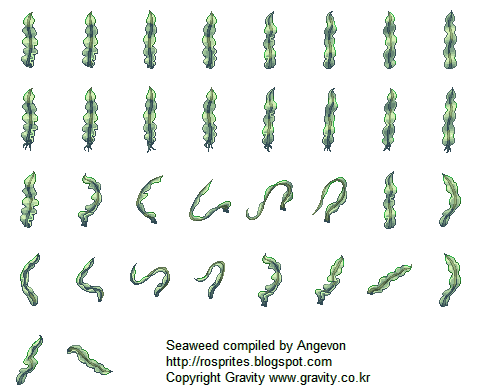 Seaweed compiled by Angevon
http://rosprites.blogspot.com
Copyright Gravity www.gravity.co.kr